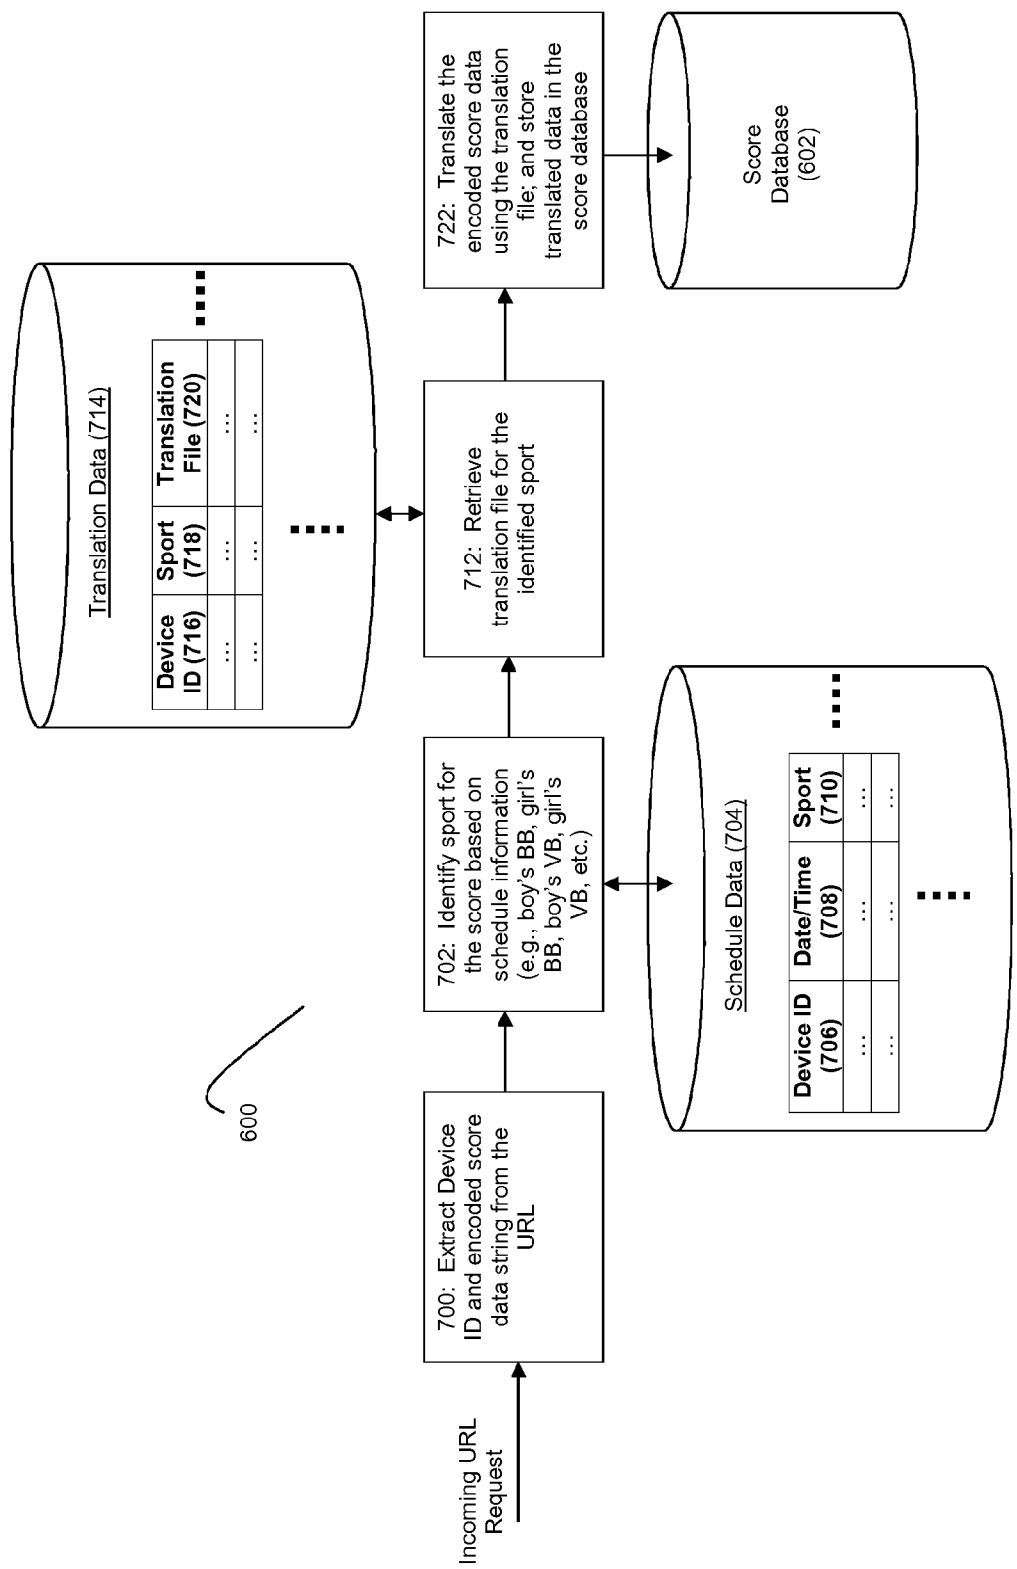 Translation Data (714)
Device
ID (716)
Sport
(718)
Translation
File (720)
...
...
...
...
...
...
600
Incoming URL
Request
700: Extract Device
ID and encoded score
data string from the
URL
702: Identify sport for
the score based on
schedule information
(e.g., boy's BB, girl's
BB, boy's VB, girl's
VB, etc.)
712: Retrieve
translation file for the
identified sport
722: Translate the
encoded score data
using the translation
file; and store
translated data in the
score database
Schedule Data (704)
Device ID
(706)
Date/Time
(708)
Sport
(710)
...
...
...
...
...
...
Score
Database
(602)